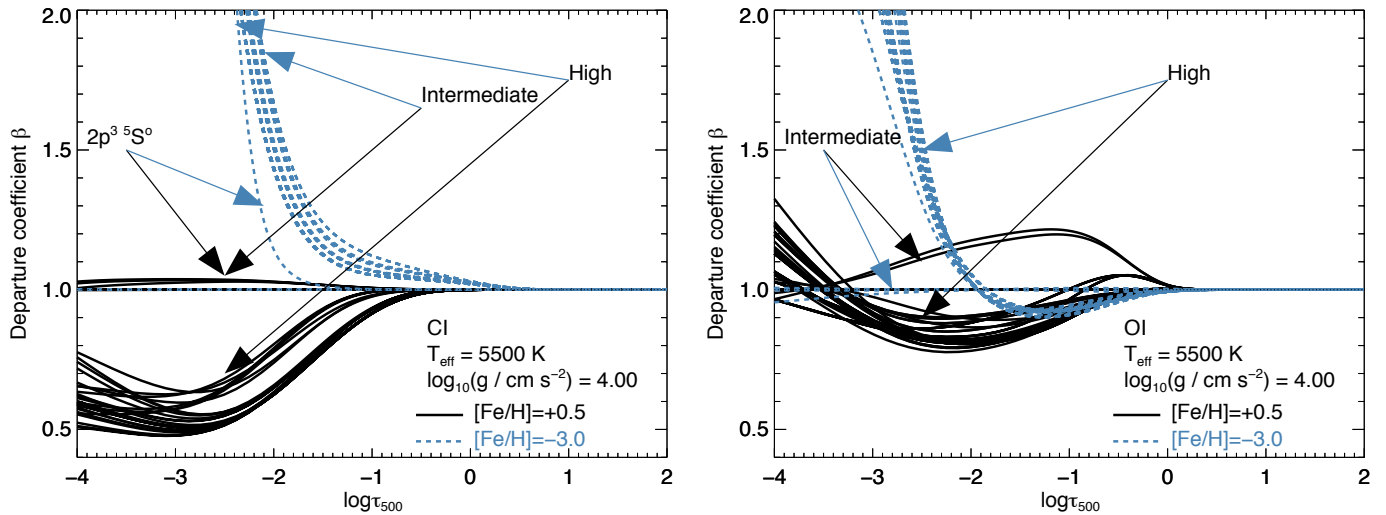 2.0
1.5
1.0
0.5
Departure coefficient β
High
Intermediate
2p³ ⁵Sᵒ
CI
T_eff = 5500 K
log₁₀(g / cm s⁻²) = 4.00
[Fe/H]=+0.5
[Fe/H]=−3.0
−4 −3 −2 −1 0 1 2
logτ₅₀₀
2.0
1.5
1.0
0.5
Departure coefficient β
High
Intermediate
OI
T_eff = 5500 K
log₁₀(g / cm s⁻²) = 4.00
[Fe/H]=+0.5
[Fe/H]=−3.0
−4 −3 −2 −1 0 1 2
logτ₅₀₀